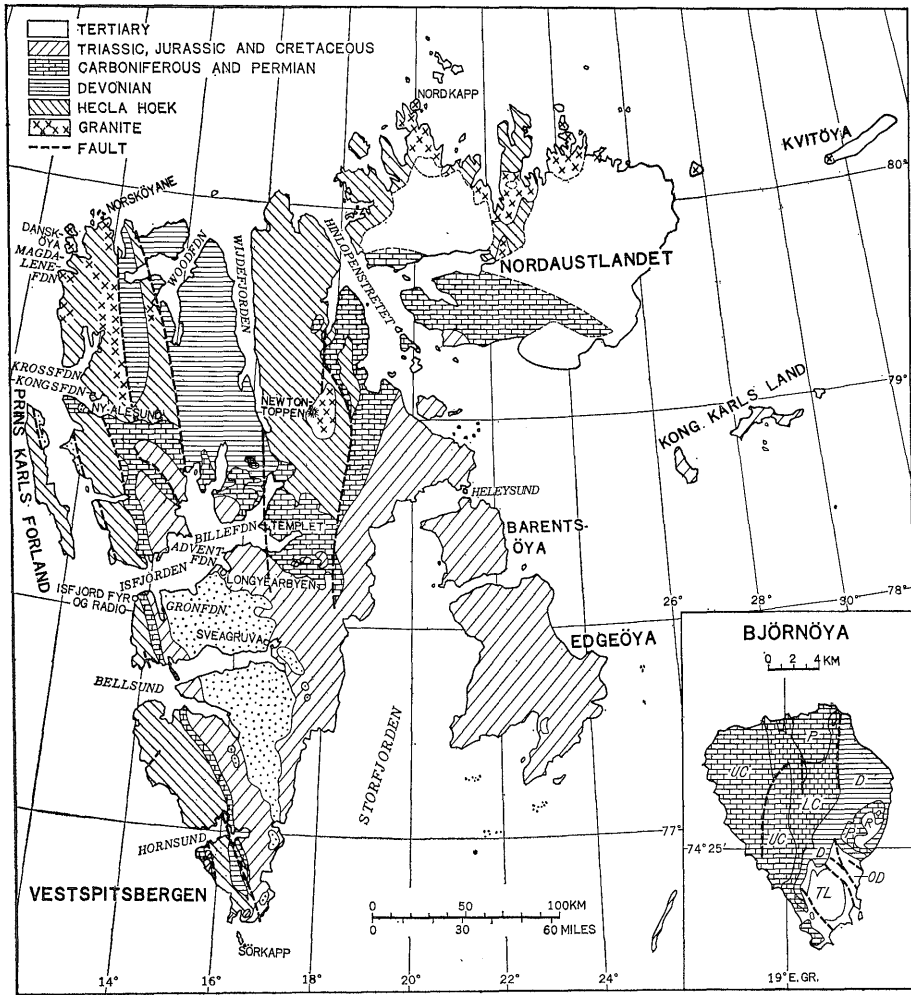 TERTIARY
TRIASSIC, JURASSIC AND CRETACEOUS
CARBONIFEROUS AND PERMIAN
DEVONIAN
HECLA HOEK
GRANITE
FAULT
NORDKAPP
KVITÖYA
80°
NORSKÖYANE
DANSK-
ÖYA
MAGDA-
LENE-
FDN
WOODFDN
WIJDEFJORDEN
HINLOPENSTRETET
NORDAUSTLANDET
79°
KROSSFDN
KONGSFDN
NY-ÅLESUND
NEWTON-
TOPPEN
KONG KARLS LAND
PRINS KARLS FORLAND
HELEYSUND
BILLEFDN
TEMPLET
BARENTS-
ÖYA
ADVENT-
FDN
ISFJORDEN
LONGYEARBYEN
ISFJORD FYR
OG RADIO
GRONFDN.
SVEAGRUVA
EDGEÖYA
26°
28°
30°
78°
BELLSUND
STORFJORDEN
HORNSUND
77°
VESTSPITSBERGEN
SÖRKAPP
0 50 100KM
0 30 60 MILES
14°
16°
18°
20°
22°
24°
BJÖRNÖYA
0 2 4 KM
P
UC
D
LC
UC
P
R
74° 25'
D
OD
TL
19° E. GR.